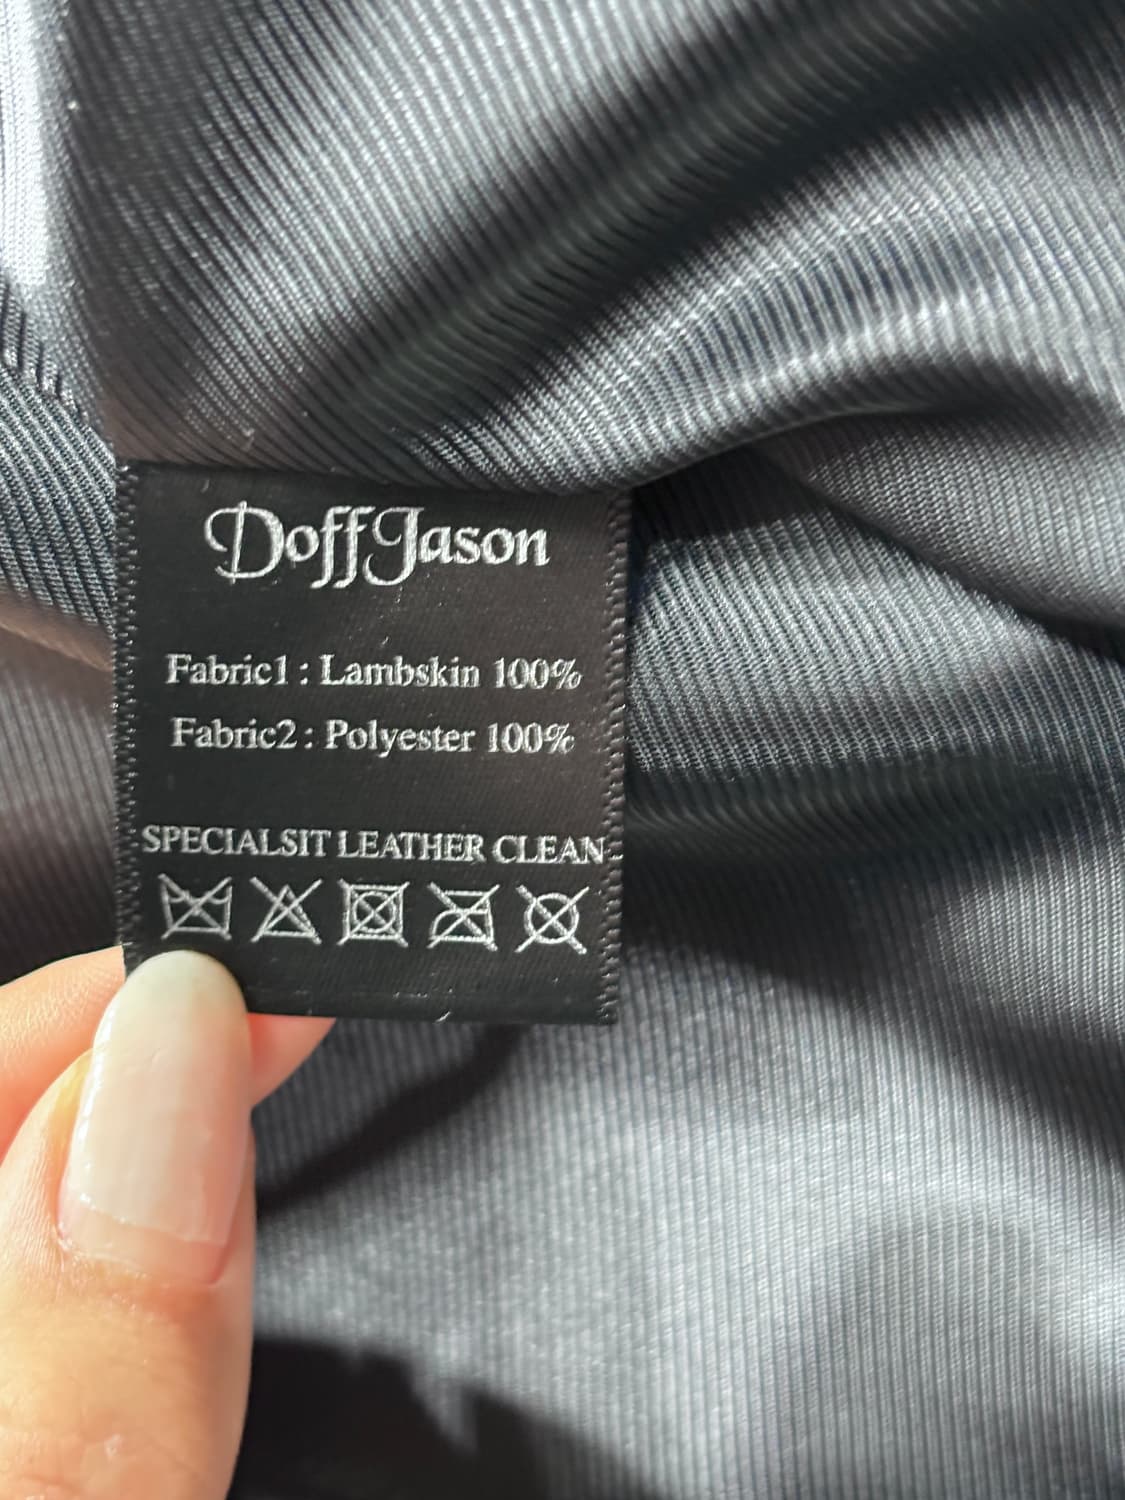 DoffJason
Fabric1 : Lambskin 100%
Fabric2 : Polyester 100%
SPECIALSIT LEATHER CLEAN